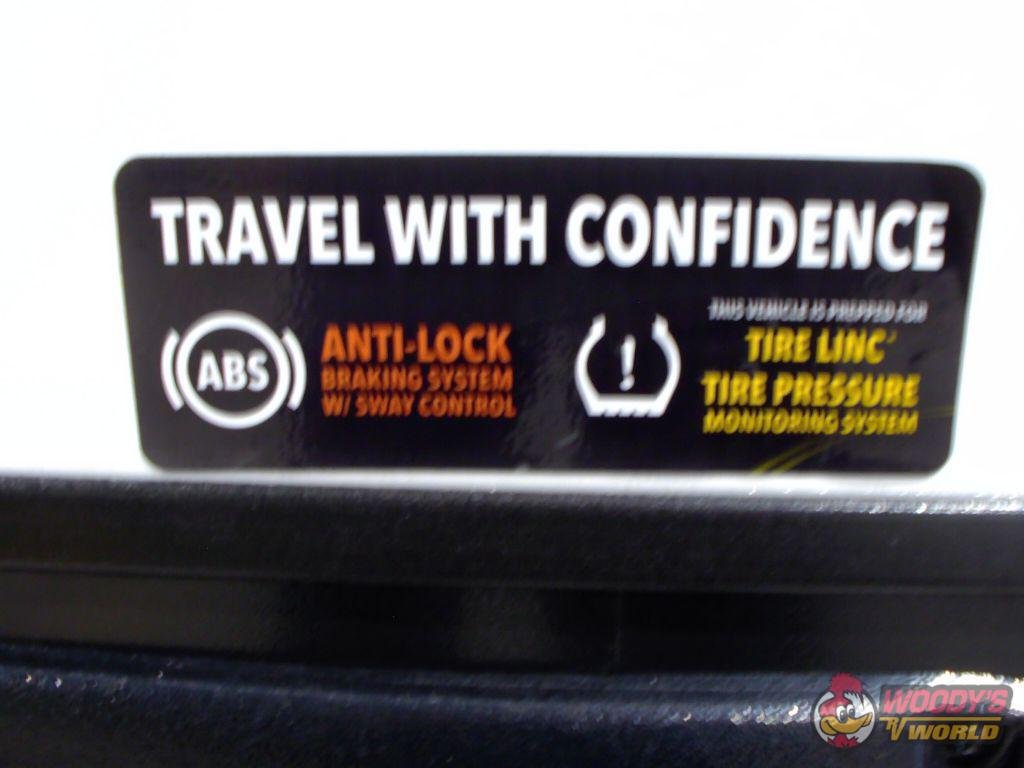 TRAVEL WITH CONFIDENCE
ABS
ANTI-LOCK
BRAKING SYSTEM
W/ SWAY CONTROL
!
THIS VEHICLE IS PREPPED FOR
TIRE LINC
TIRE PRESSURE
MONITORING SYSTEM
WOODY'S
RV WORLD